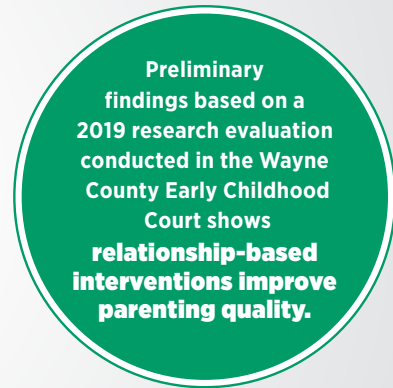 Preliminary
findings based on a
2019 research evaluation
conducted in the Wayne
County Early Childhood
Court shows
relationship-based
interventions improve
parenting quality.